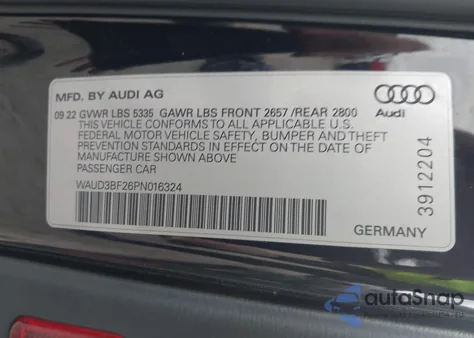 MFD. BY AUDI AG
09 22 GVWR LBS 5335 GAWR LBS FRONT 2657 /REAR 2800
THIS VEHICLE CONFORMS TO ALL APPLICABLE U.S.
FEDERAL MOTOR VEHICLE SAFETY, BUMPER AND THEFT
PREVENTION STANDARDS IN EFFECT ON THE DATE OF
MANUFACTURE SHOWN ABOVE
PASSENGER CAR
WAUD3BF26PN016324
GERMANY
Audi
3912204
autoSnap